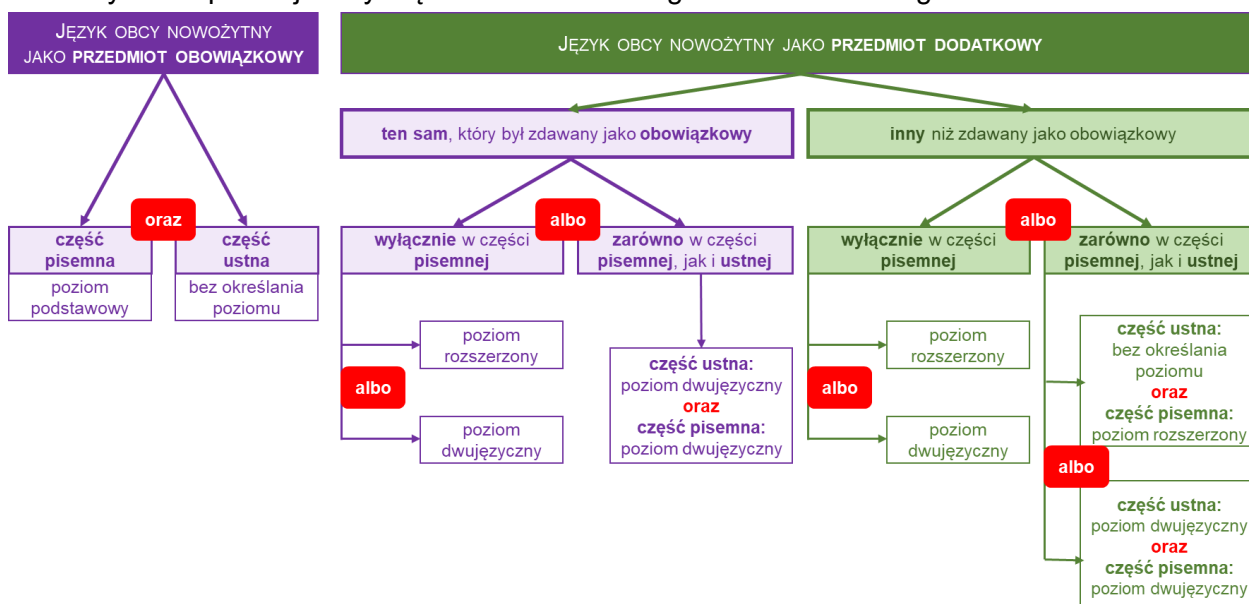 JĘZYK OBCY NOWOŻYTNY
JAKO PRZEDMIOT OBOWIĄZKOWY
JĘZYK OBCY NOWOŻYTNY JAKO PRZEDMIOT DODATKOWY
ten sam, który był zdawany jako obowiązkowy
inny niż zdawany jako obowiązkowy
oraz
część
pisemna
poziom
podstawowy
część
ustna
bez określania
poziomu
albo
wyłącznie w części
pisemnej
zarówno w części
pisemnej, jak i ustnej
poziom
rozszerzony
albo
poziom
dwujęzyczny
część ustna:
poziom dwujęzyczny
oraz
część pisemna:
poziom dwujęzyczny
albo
wyłącznie w części
pisemnej
zarówno w części
pisemnej, jak i ustnej
poziom
rozszerzony
albo
poziom
dwujęzyczny
część ustna:
bez określania
poziomu
oraz
część pisemna:
poziom rozszerzony
albo
część ustna:
poziom dwujęzyczny
oraz
część pisemna:
poziom dwujęzyczny